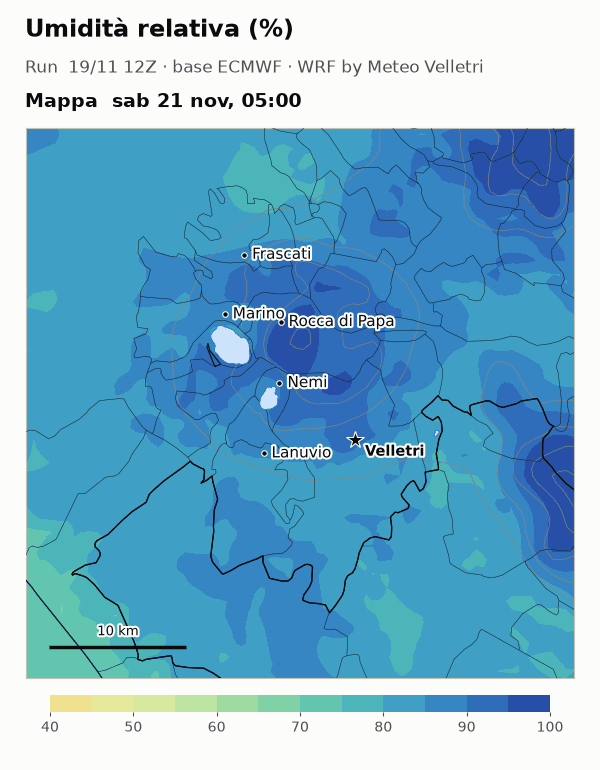 Umidità relativa (%)
Run  19/11 12Z · base ECMWF · WRF by Meteo Velletri
Mappa  sab 21 nov, 05:00
Frascati
Marino
Rocca di Papa
Nemi
Velletri
Lanuvio
10 km
40 50 60 70 80 90 100